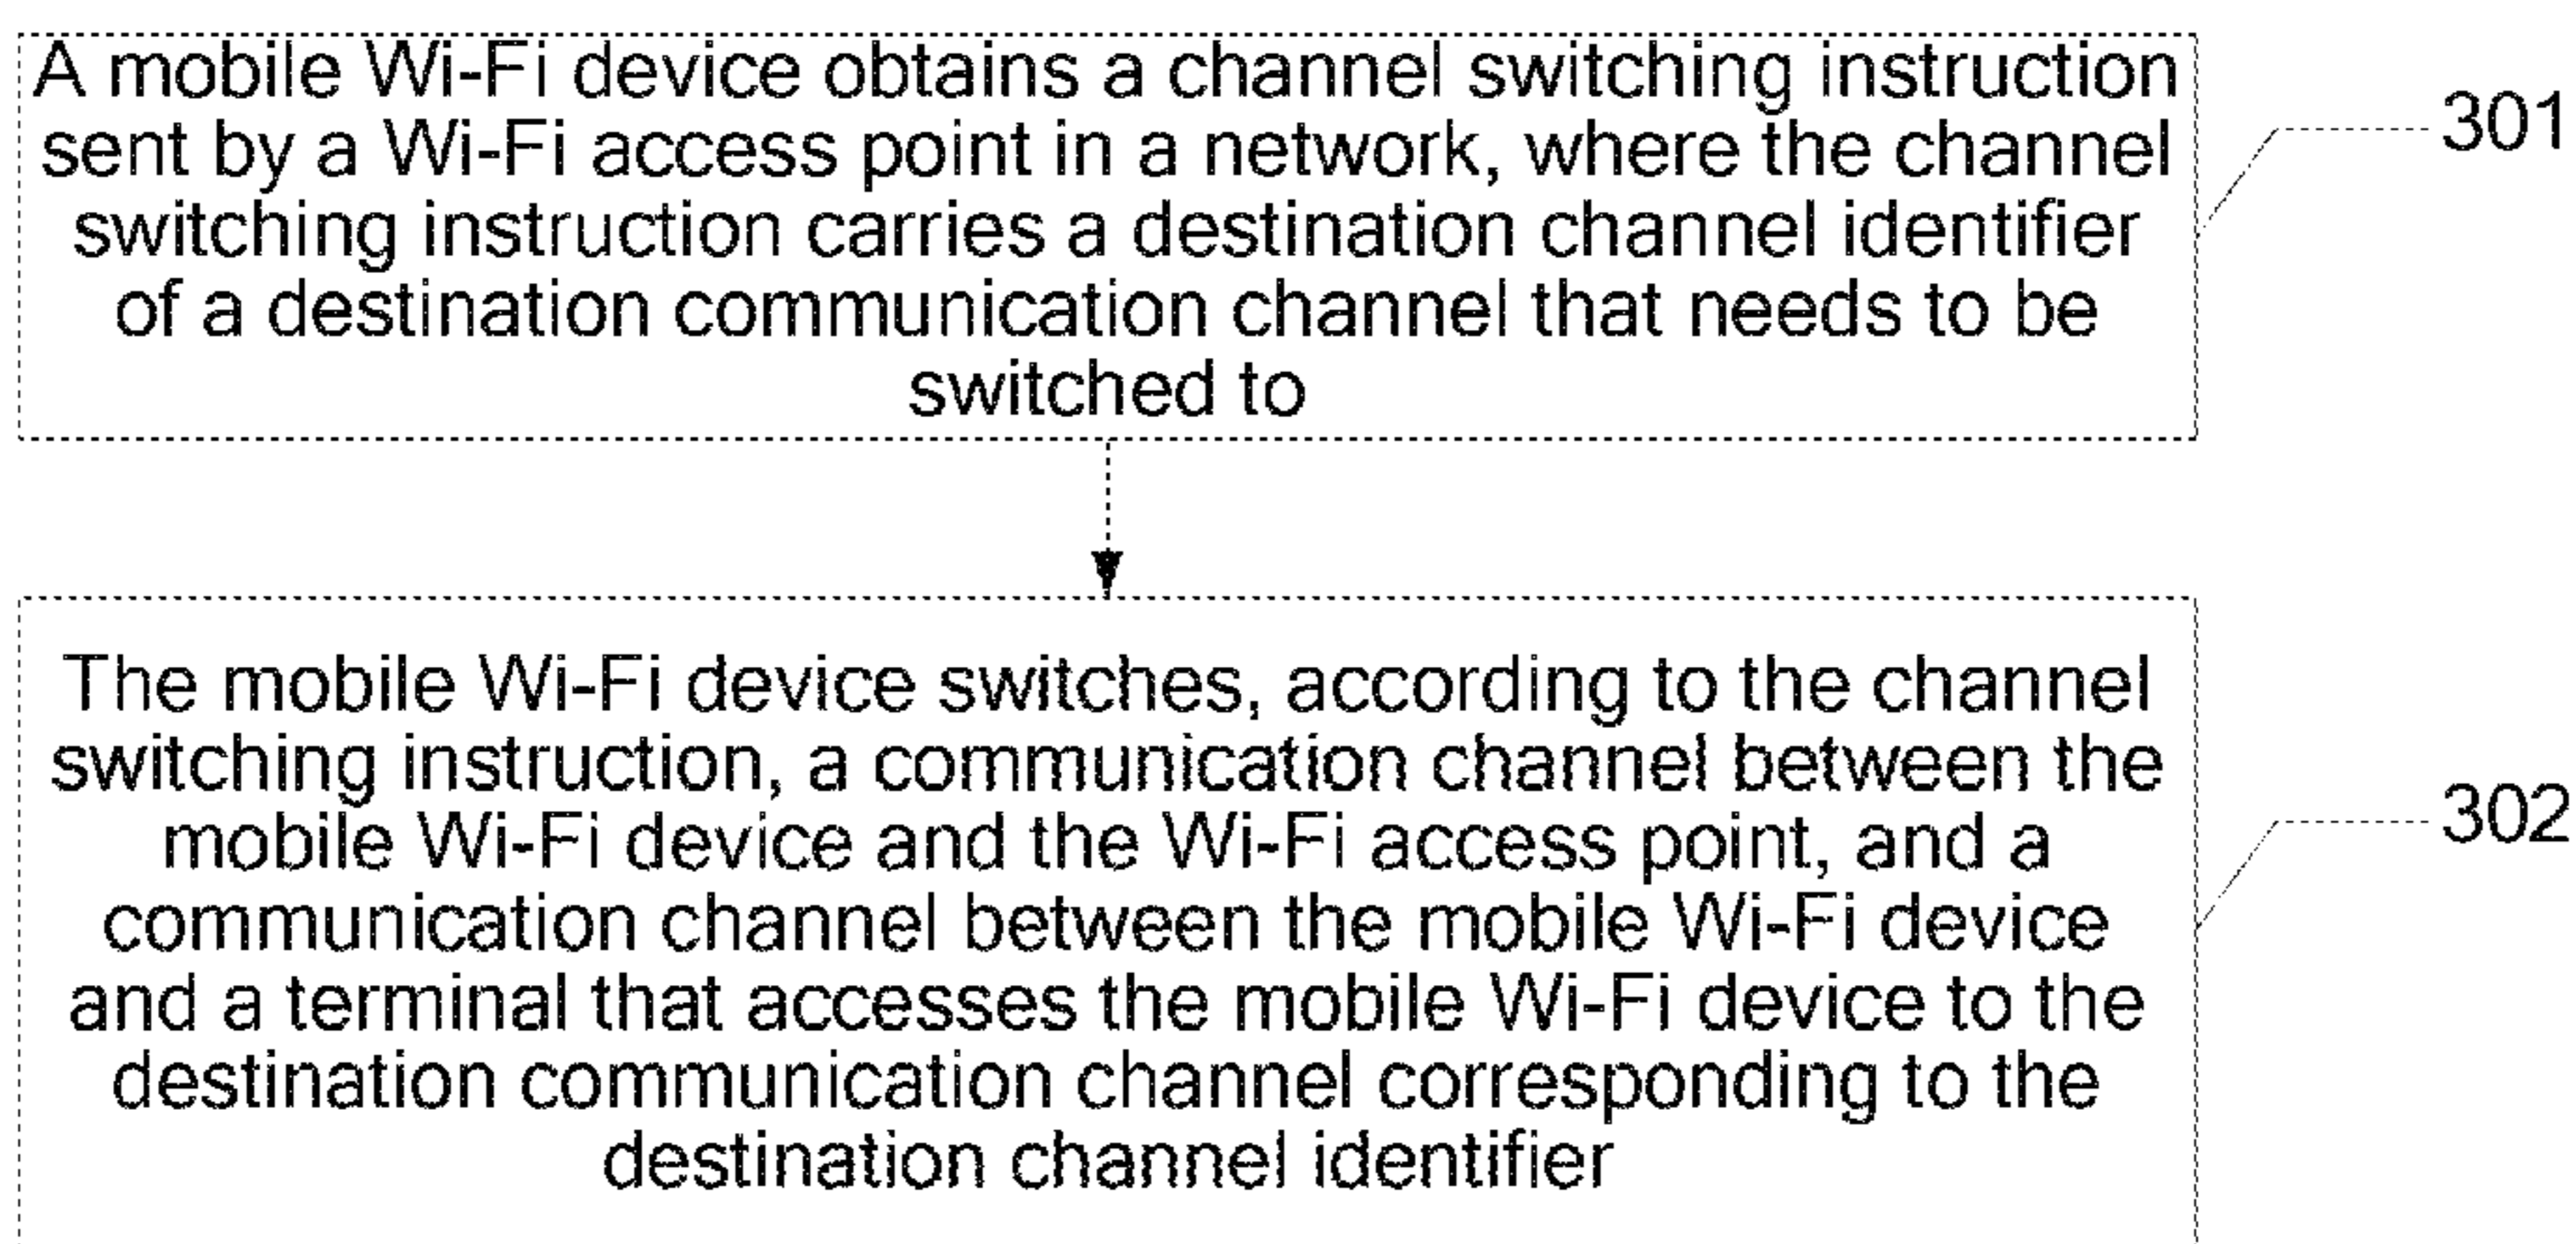 A mobile Wi-Fi device obtains a channel switching instruction
sent by a Wi-Fi access point in a network, where the channel
switching instruction carries a destination channel identifier
of a destination communication channel that needs to be
switched to
301
The mobile Wi-Fi device switches, according to the channel
switching instruction, a communication channel between the
mobile Wi-Fi device and the Wi-Fi access point, and a
communication channel between the mobile Wi-Fi device
and a terminal that accesses the mobile Wi-Fi device to the
destination communication channel corresponding to the
destination channel identifier
302